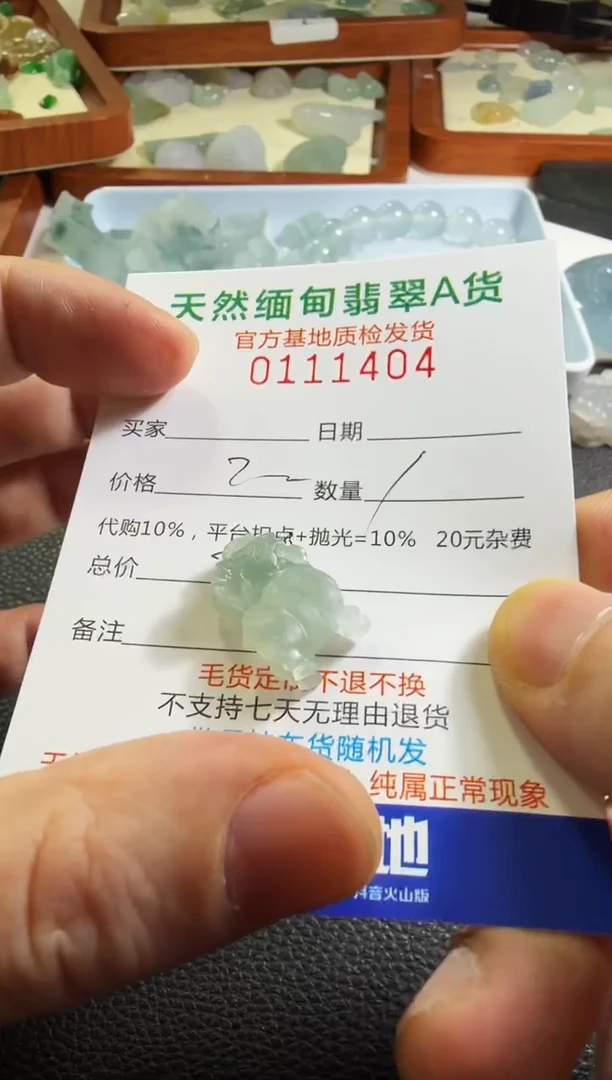 天然缅甸翡翠A货
官方基地质检发货
0111404
买家 日期
价格 数量
代购10%，平台扣点+抛光=10% 20元杂费
总价
备注
毛货定 不退不换
不支持七天无理由退货
货随机发
纯属正常现象
地
抖音火山版